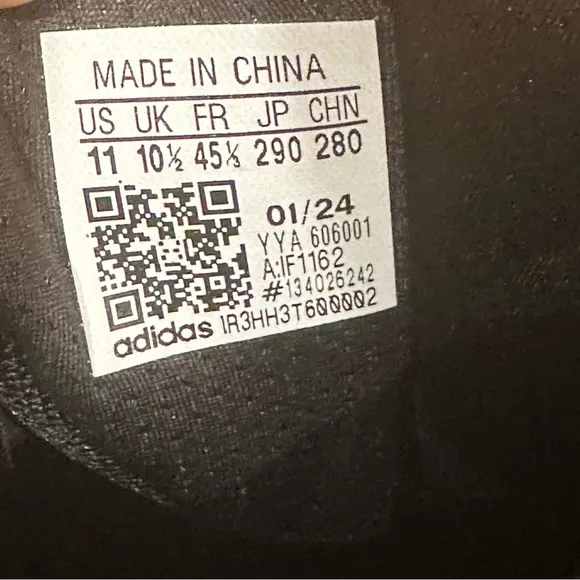 MADE IN CHINA
US UK FR JP CHN
11 10½ 45⅓ 290 280
01/24
YYA 606001
A:IF1162
#134026242
adidas 1R3HH3T600002